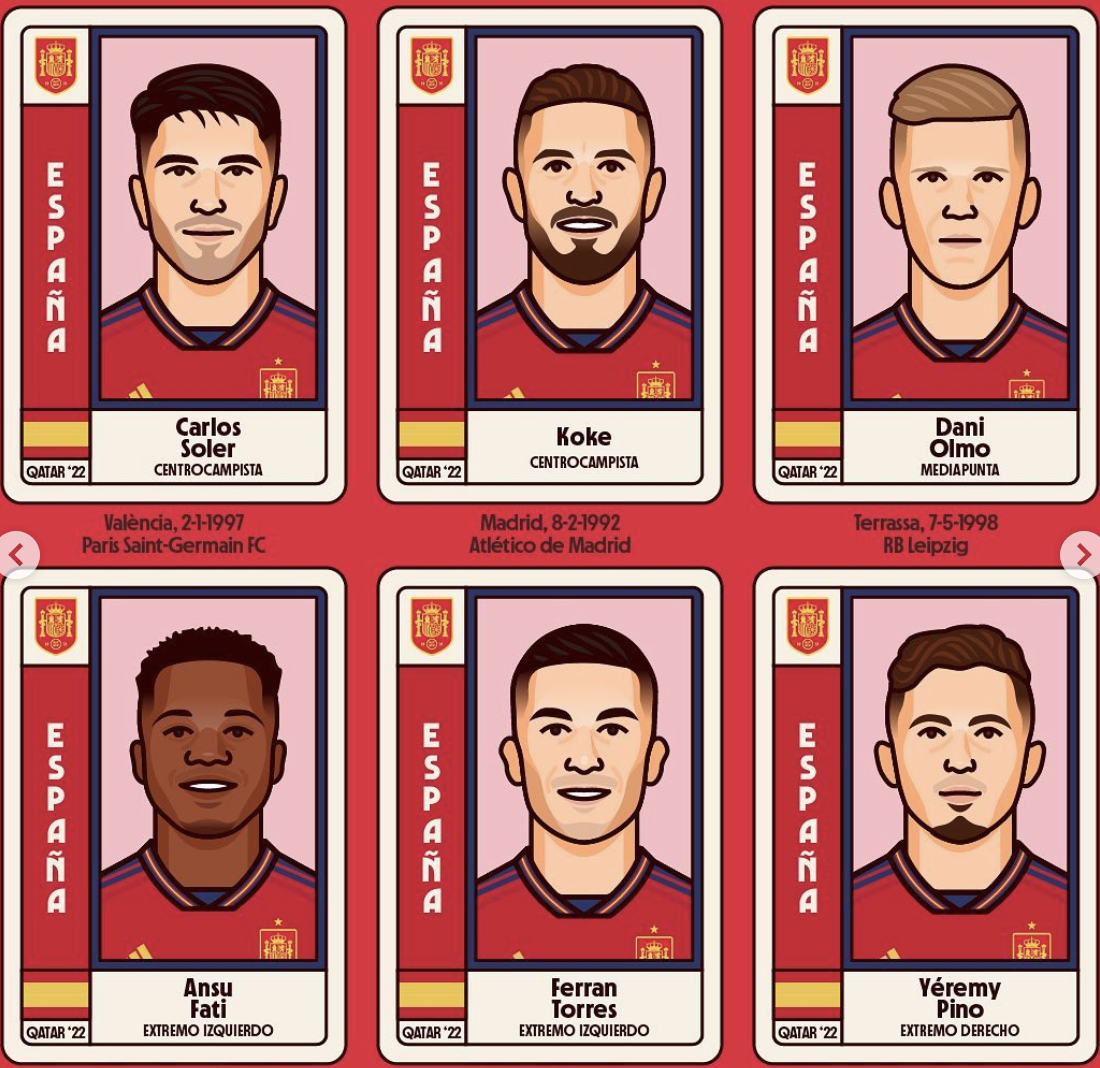 ESPAÑA
Carlos
Soler
CENTROCAMPISTA
QATAR '22
València, 2-1-1997
Paris Saint-Germain FC
ESPAÑA
Koke
CENTROCAMPISTA
QATAR '22
Madrid, 8-2-1992
Atlético de Madrid
ESPAÑA
Dani
Olmo
MEDIAPUNTA
QATAR '22
Terrassa, 7-5-1998
RB Leipzig
ESPAÑA
Ansu
Fati
EXTREMO IZQUIERDO
QATAR '22
ESPAÑA
Ferran
Torres
EXTREMO IZQUIERDO
QATAR '22
ESPAÑA
Yéremy
Pino
EXTREMO DERECHO
QATAR '22